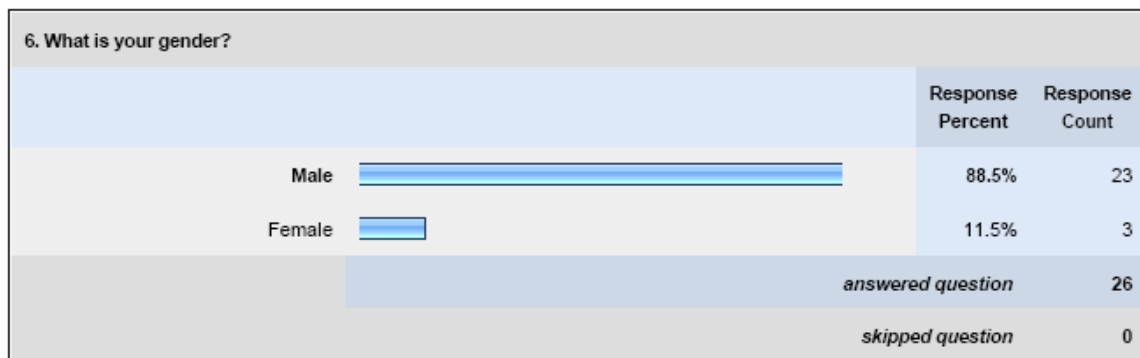 6. What is your gender?
Response Response
Percent Count
Male 88.5% 23
Female 11.5% 3
answered question 26
skipped question 0